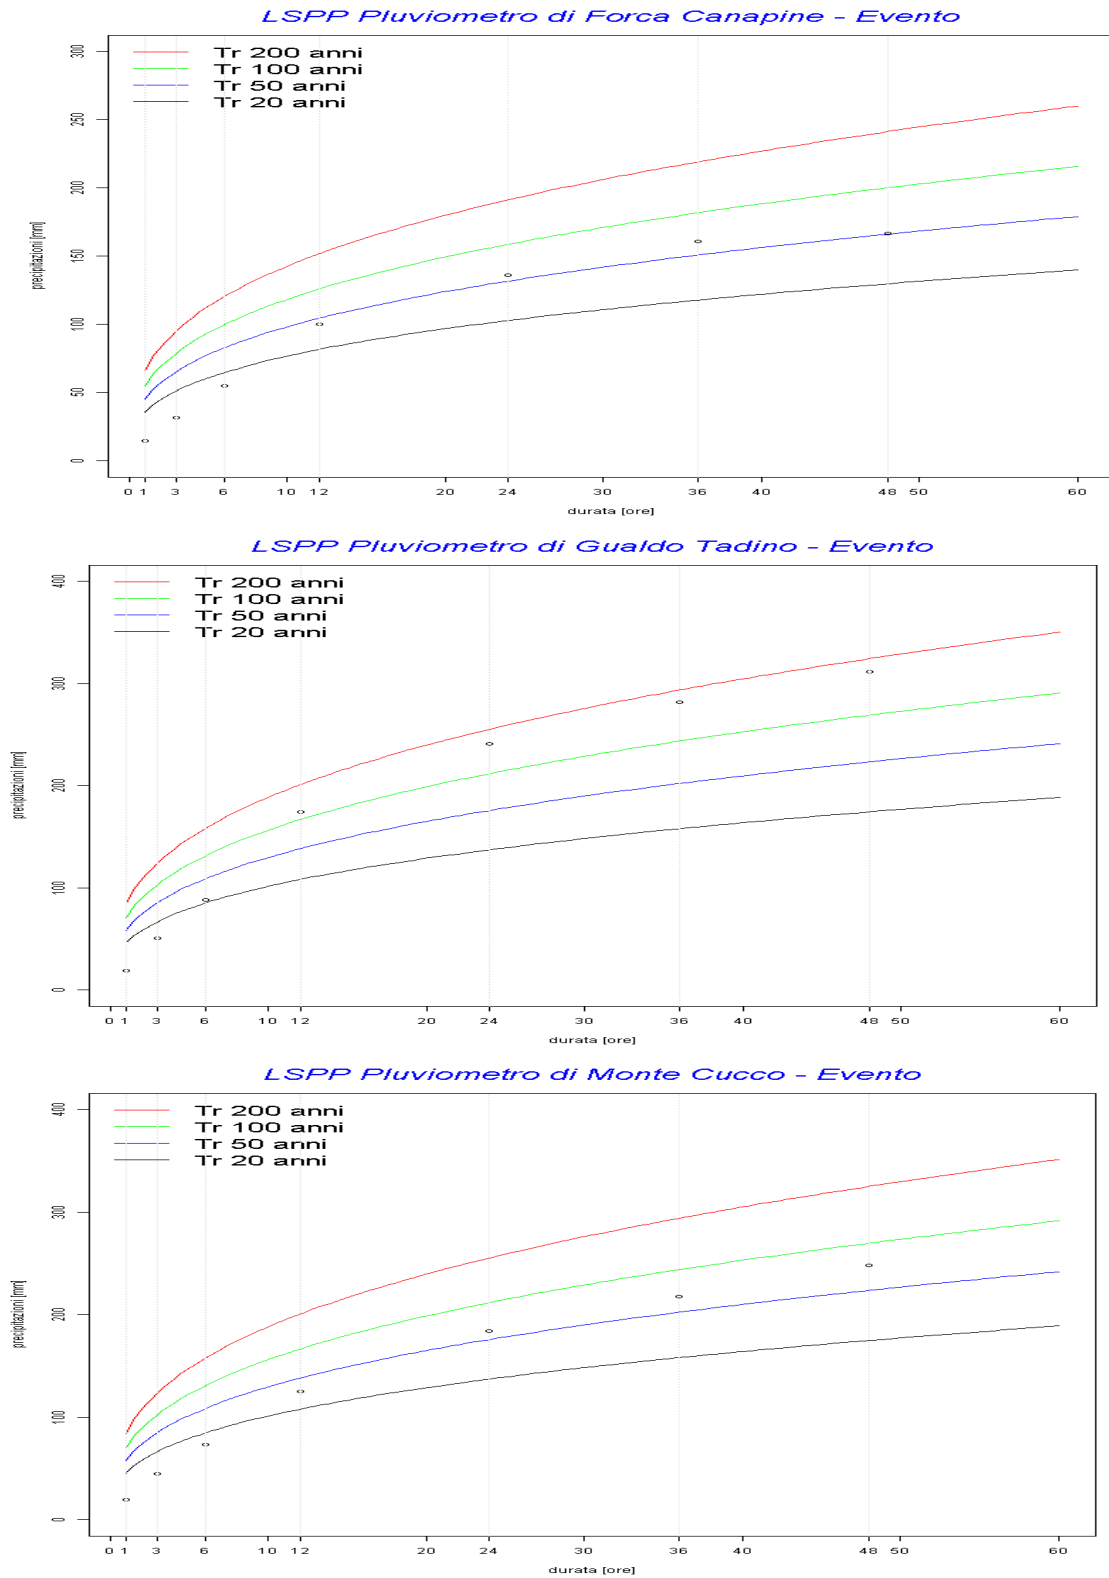 LSPP Pluviometro di Forca Canapine - Evento
Tr 200 anni
Tr 100 anni
Tr 50 anni
Tr 20 anni
300
250
200
150
100
50
0
precipitazioni [mm]
0 1 3 6 10 12 20 24 30 36 40 48 50 60
durata [ore]
LSPP Pluviometro di Gualdo Tadino - Evento
Tr 200 anni
Tr 100 anni
Tr 50 anni
Tr 20 anni
400
300
200
100
0
precipitazioni [mm]
0 1 3 6 10 12 20 24 30 36 40 48 50 60
durata [ore]
LSPP Pluviometro di Monte Cucco - Evento
Tr 200 anni
Tr 100 anni
Tr 50 anni
Tr 20 anni
400
300
200
100
0
precipitazioni [mm]
0 1 3 6 10 12 20 24 30 36 40 48 50 60
durata [ore]